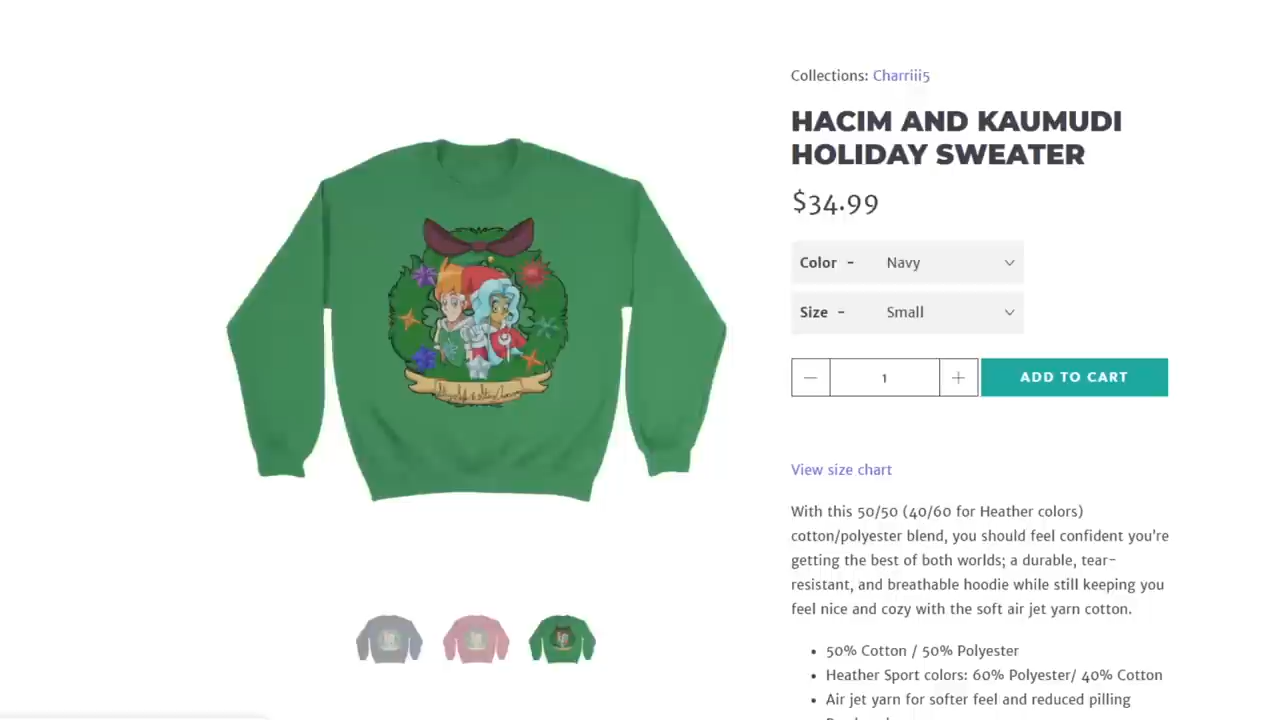 Collections: Charriii5
HACIM AND KAUMUDI
HOLIDAY SWEATER
$34.99
Color - Navy
Size - Small
1
ADD TO CART
View size chart
With this 50/50 (40/60 for Heather colors)
cotton/polyester blend, you should feel confident you're
getting the best of both worlds; a durable, tear-
resistant, and breathable hoodie while still keeping you
feel nice and cozy with the soft air jet yarn cotton.
• 50% Cotton / 50% Polyester
• Heather Sport colors: 60% Polyester/ 40% Cotton
• Air jet yarn for softer feel and reduced pilling